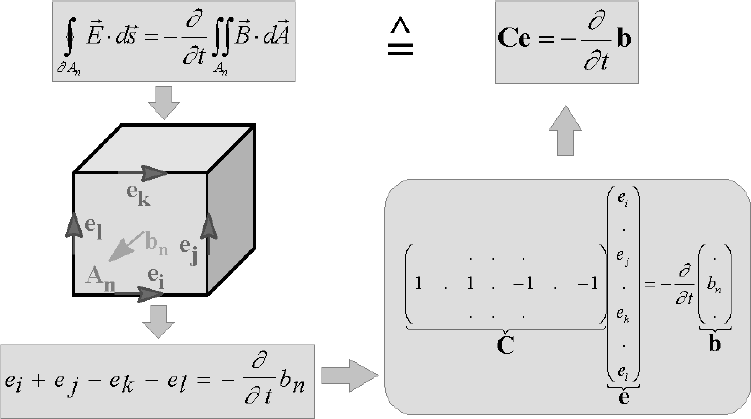 ∮_{∂A_n} E⃗ · ds⃗ = − ∂/∂t ∬_{A_n} B⃗ · dA⃗
≙
Ce = − ∂/∂t b
e_k
e_l
b_n
e_j
A_n
e_i
e_i + e_j − e_k − e_l = − ∂/∂t b_n
e_i
. . . .
e_j
1 . 1 . −1 . −1 . = − ∂/∂t b_n
. . . e_k .
C . b
e_l
e